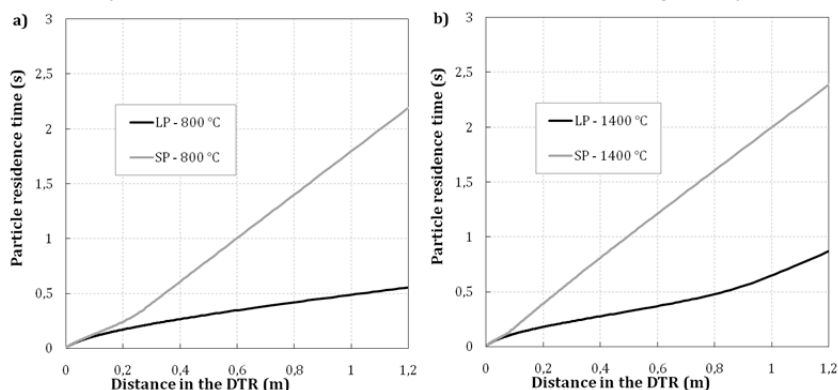 a)
Particle residence time (s)
3
2,5
2
1,5
1
0,5
0
LP - 800 °C
SP - 800 °C
0 0,2 0,4 0,6 0,8 1 1,2
Distance in the DTR (m)
b)
Particle residence time (s)
3
2,5
2
1,5
1
0,5
0
LP - 1400 °C
SP - 1400 °C
0 0,2 0,4 0,6 0,8 1 1,2
Distance in the DTR (m)